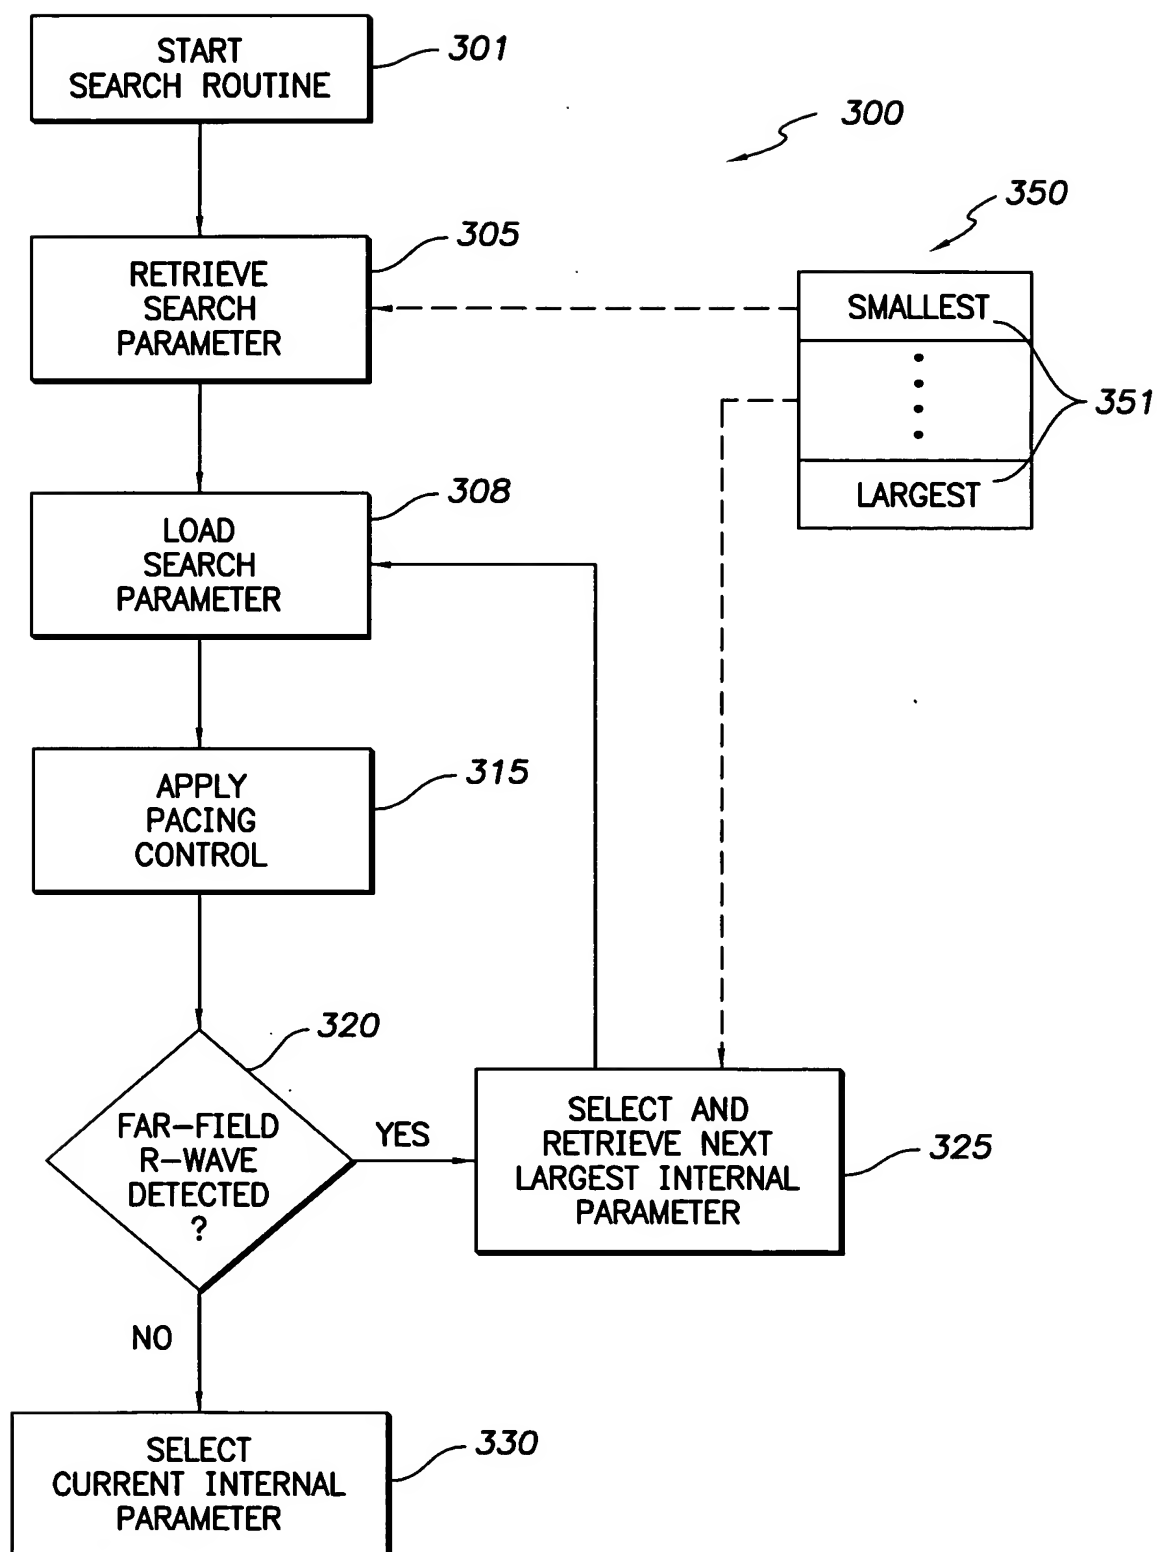 START
SEARCH ROUTINE
301
300
350
RETRIEVE
SEARCH
PARAMETER
305
SMALLEST
351
LARGEST
LOAD
SEARCH
PARAMETER
308
APPLY
PACING
CONTROL
315
FAR-FIELD
R-WAVE
DETECTED
?
320
YES
SELECT AND
RETRIEVE NEXT
LARGEST INTERNAL
PARAMETER
325
NO
SELECT
CURRENT INTERNAL
PARAMETER
330